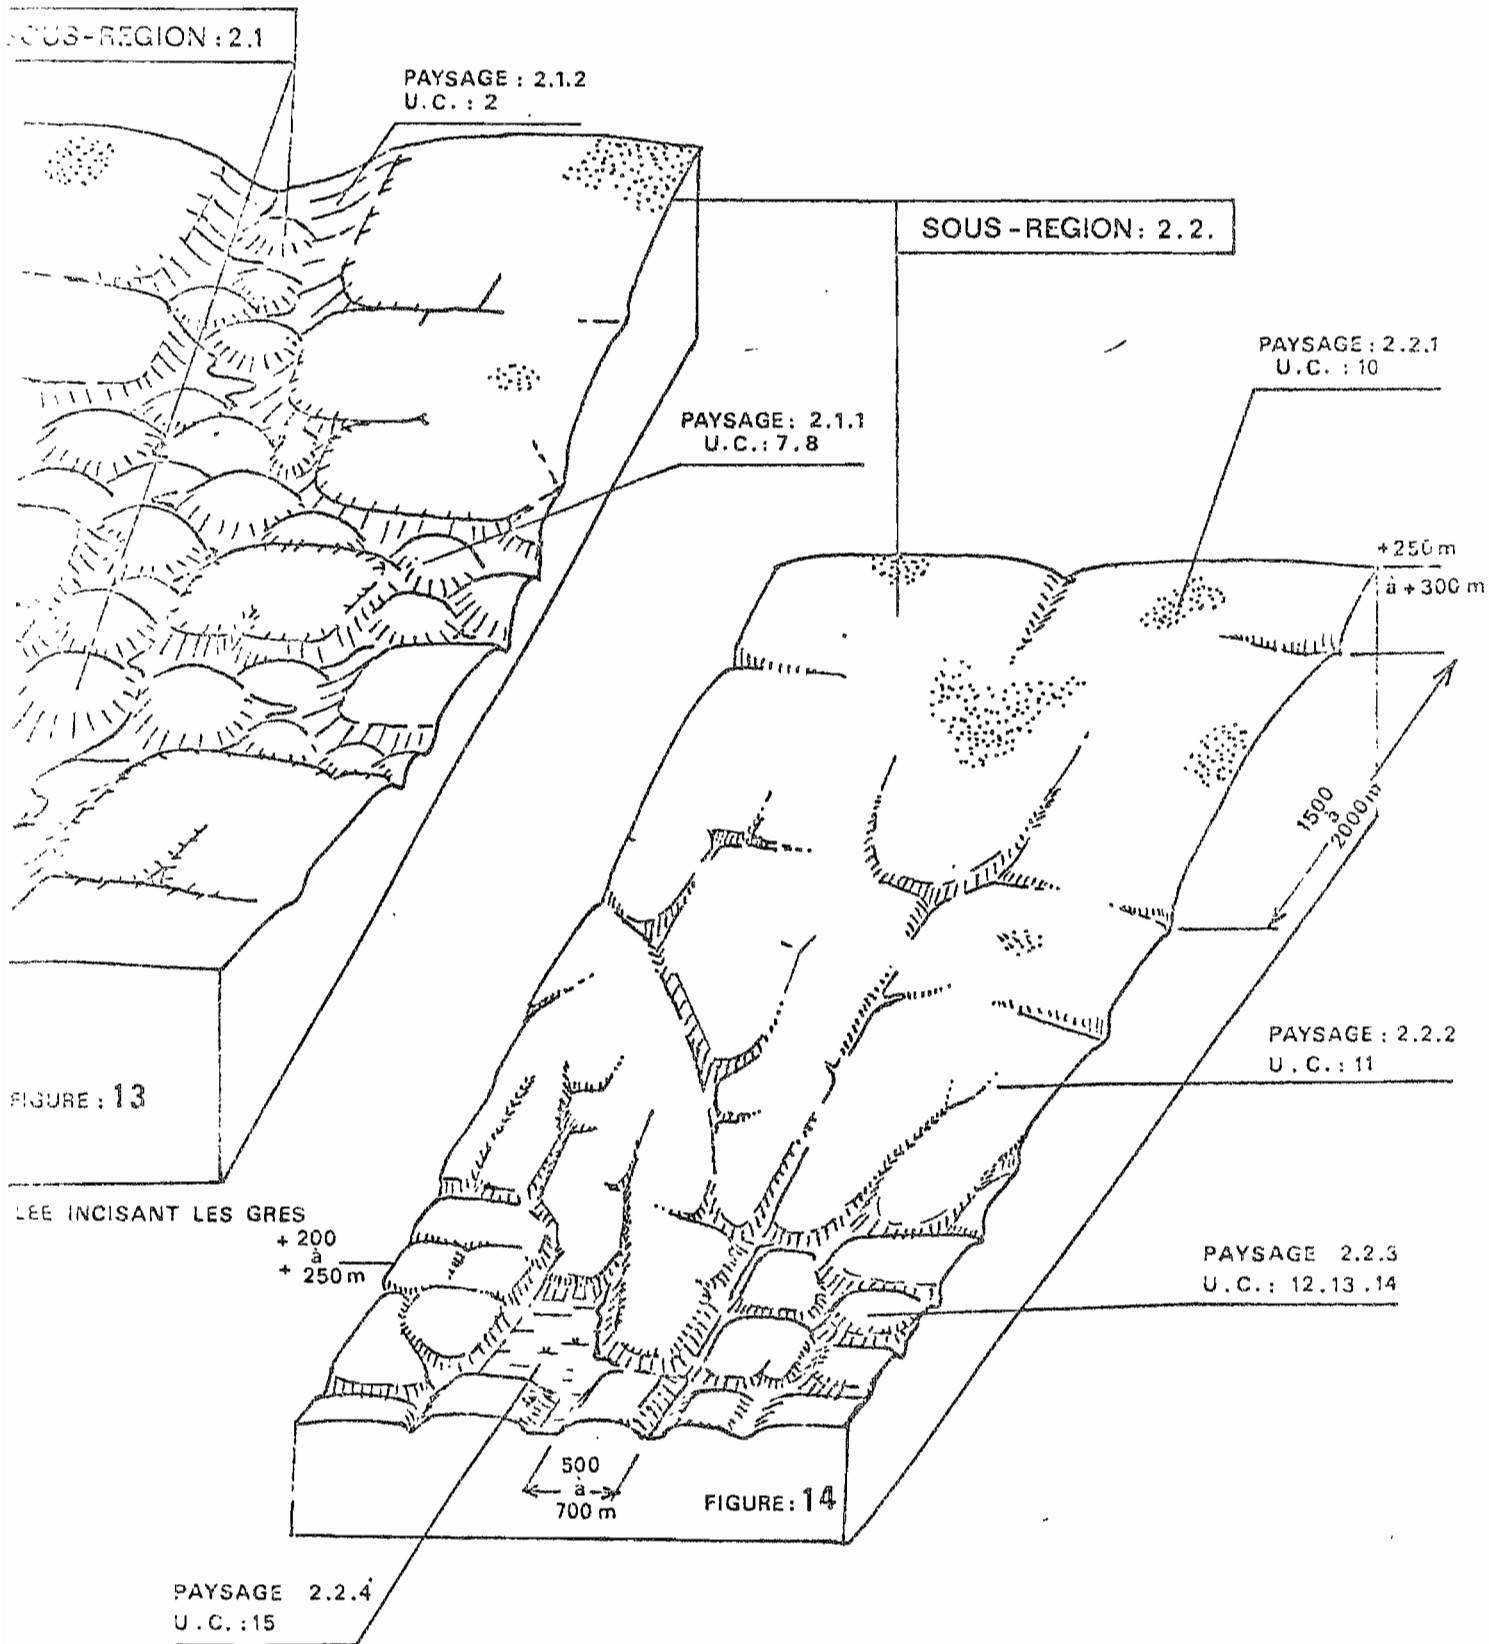 SOUS-REGION : 2.1
PAYSAGE : 2.1.2
U.C. : 2
SOUS-REGION : 2.2.
PAYSAGE : 2.2.1
U.C. : 10
PAYSAGE : 2.1.1
U.C. : 7.8
+ 250 m
à + 300 m
1500
à
2000 m
PAYSAGE : 2.2.2
U.C. : 11
FIGURE : 13
LEE INCISANT LES GRES
+ 200
à
+ 250 m
PAYSAGE 2.2.3
U.C. : 12.13.14
500
à
700 m
FIGURE : 14
PAYSAGE 2.2.4
U.C. : 15